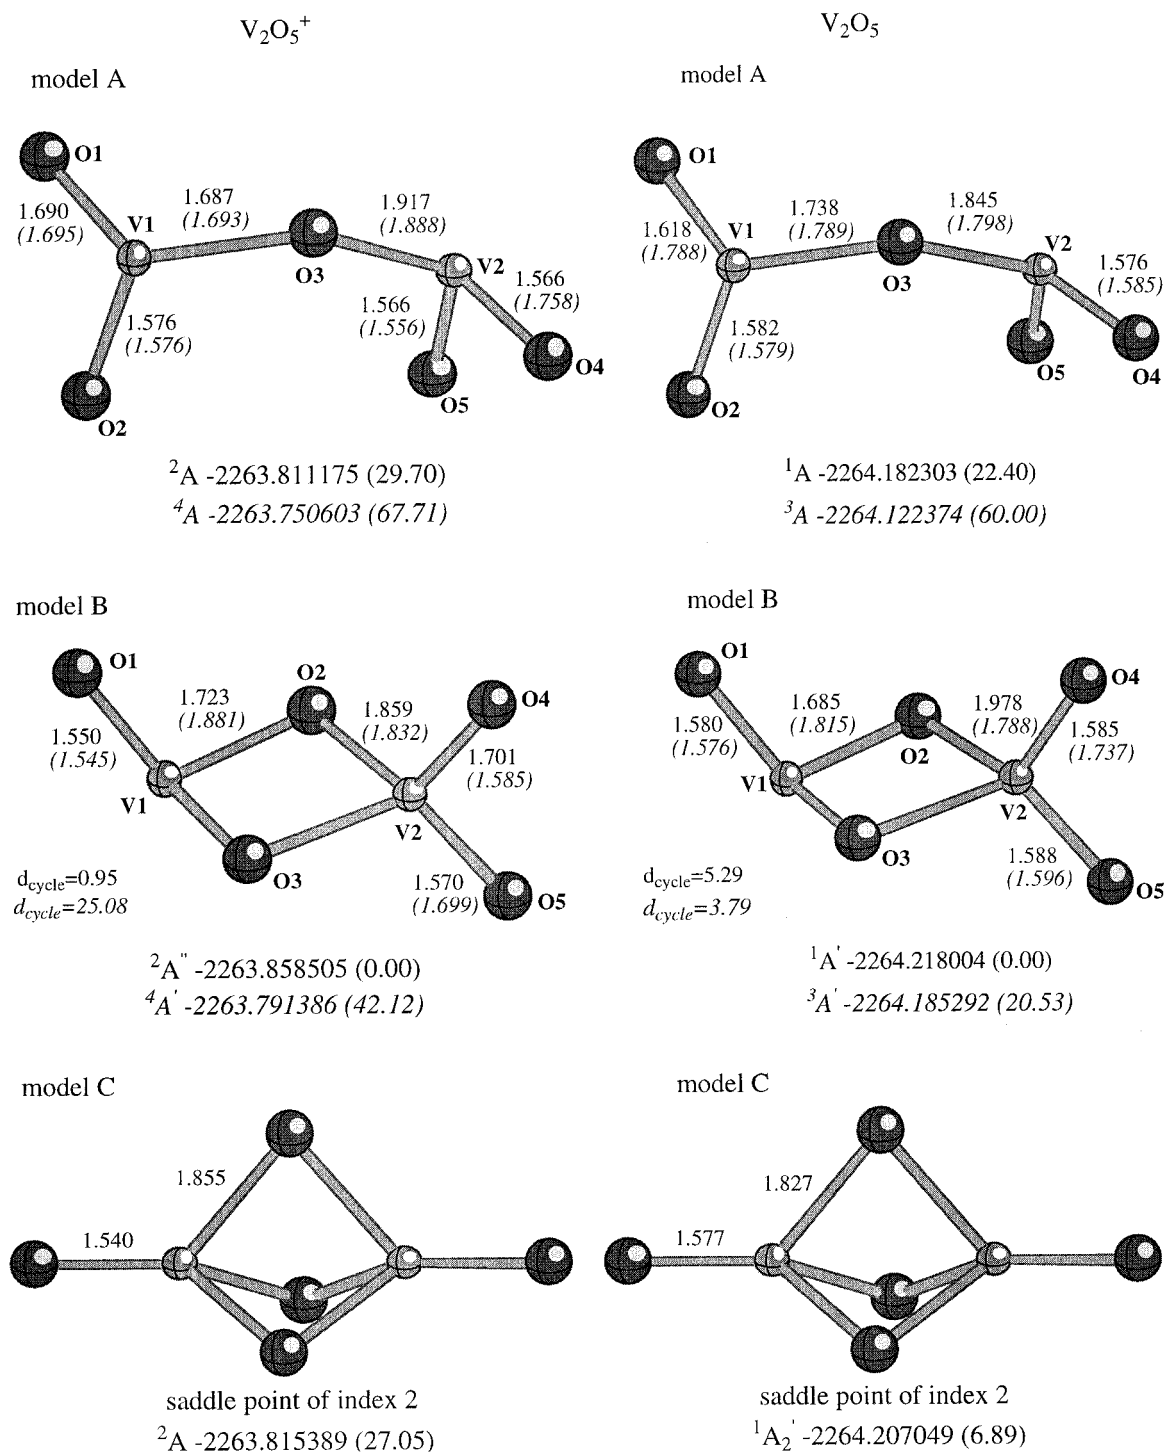 V₂O₅⁺
V₂O₅
model A
model A
O1
1.690
(1.695)
V1
1.687
(1.693)
O3
1.917
(1.888)
V2
1.566
(1.758)
1.566
(1.556)
1.576
(1.576)
O4
O5
O2
²A -2263.811175 (29.70)
⁴A -2263.750603 (67.71)
O1
1.618
(1.788)
V1
1.738
(1.789)
O3
1.845
(1.798)
V2
1.576
(1.585)
1.582
(1.579)
O5
O4
O2
¹A -2264.182303 (22.40)
³A -2264.122374 (60.00)
model B
model B
O1
O2
O4
1.723
(1.881)
1.859
(1.832)
1.550
(1.545)
1.701
(1.585)
V1
V2
O3
1.570
(1.699)
O5
d_cycle=0.95
d_cycle=25.08
²A" -2263.858505 (0.00)
⁴A' -2263.791386 (42.12)
O1
O4
1.685
(1.815)
1.978
(1.788)
1.580
(1.576)
1.585
(1.737)
O2
V1
V2
O3
1.588
(1.596)
O5
d_cycle=5.29
d_cycle=3.79
¹A' -2264.218004 (0.00)
³A' -2264.185292 (20.53)
model C
model C
1.855
1.540
saddle point of index 2
²A -2263.815389 (27.05)
1.827
1.577
saddle point of index 2
¹A₂' -2264.207049 (6.89)